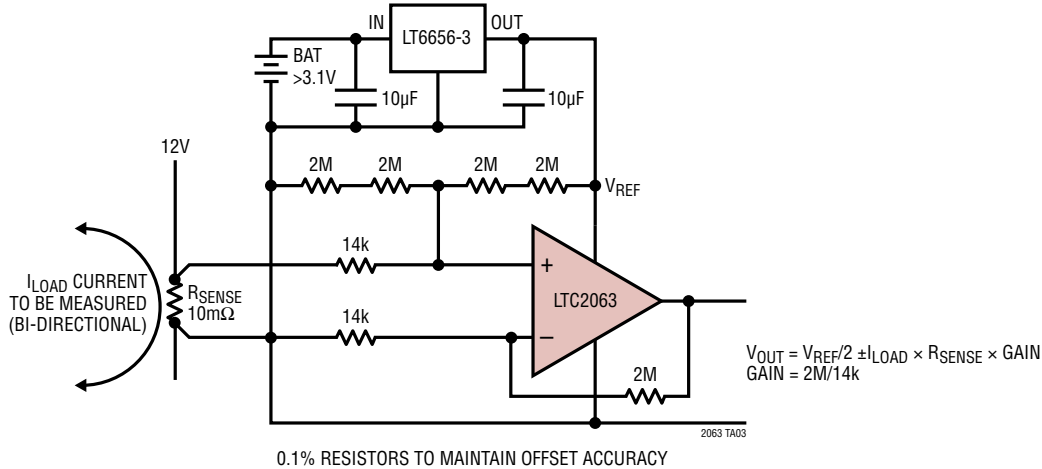 IN
LT6656-3
OUT
BAT
>3.1V
10µF
10µF
12V
2M
2M
2M
2M
VREF
14k
ILOAD CURRENT
TO BE MEASURED
(BI-DIRECTIONAL)
RSENSE
10mΩ
+
LTC2063
14k
–
VOUT = VREF/2 ±ILOAD × RSENSE × GAIN
GAIN = 2M/14k
2M
2063 TA03
0.1% RESISTORS TO MAINTAIN OFFSET ACCURACY